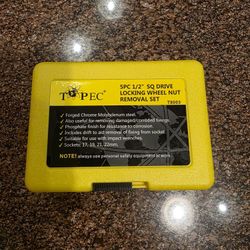 TOPEC
5PC 1/2" SQ DRIVE
LOCKING WHEEL NUT
REMOVAL SET
T8003
• Forged Chrome Molybdenum steel.
• Also useful for removing damaged/corroded fixings.
• Phosphate finish for resistance to corrosion.
• Includes drift to aid removal of fixing from socket.
• Suitable for use with impact wrenches.
• Sockets: 17, 19, 21, 22mm.
NOTE! always use personal safety equipment at work.